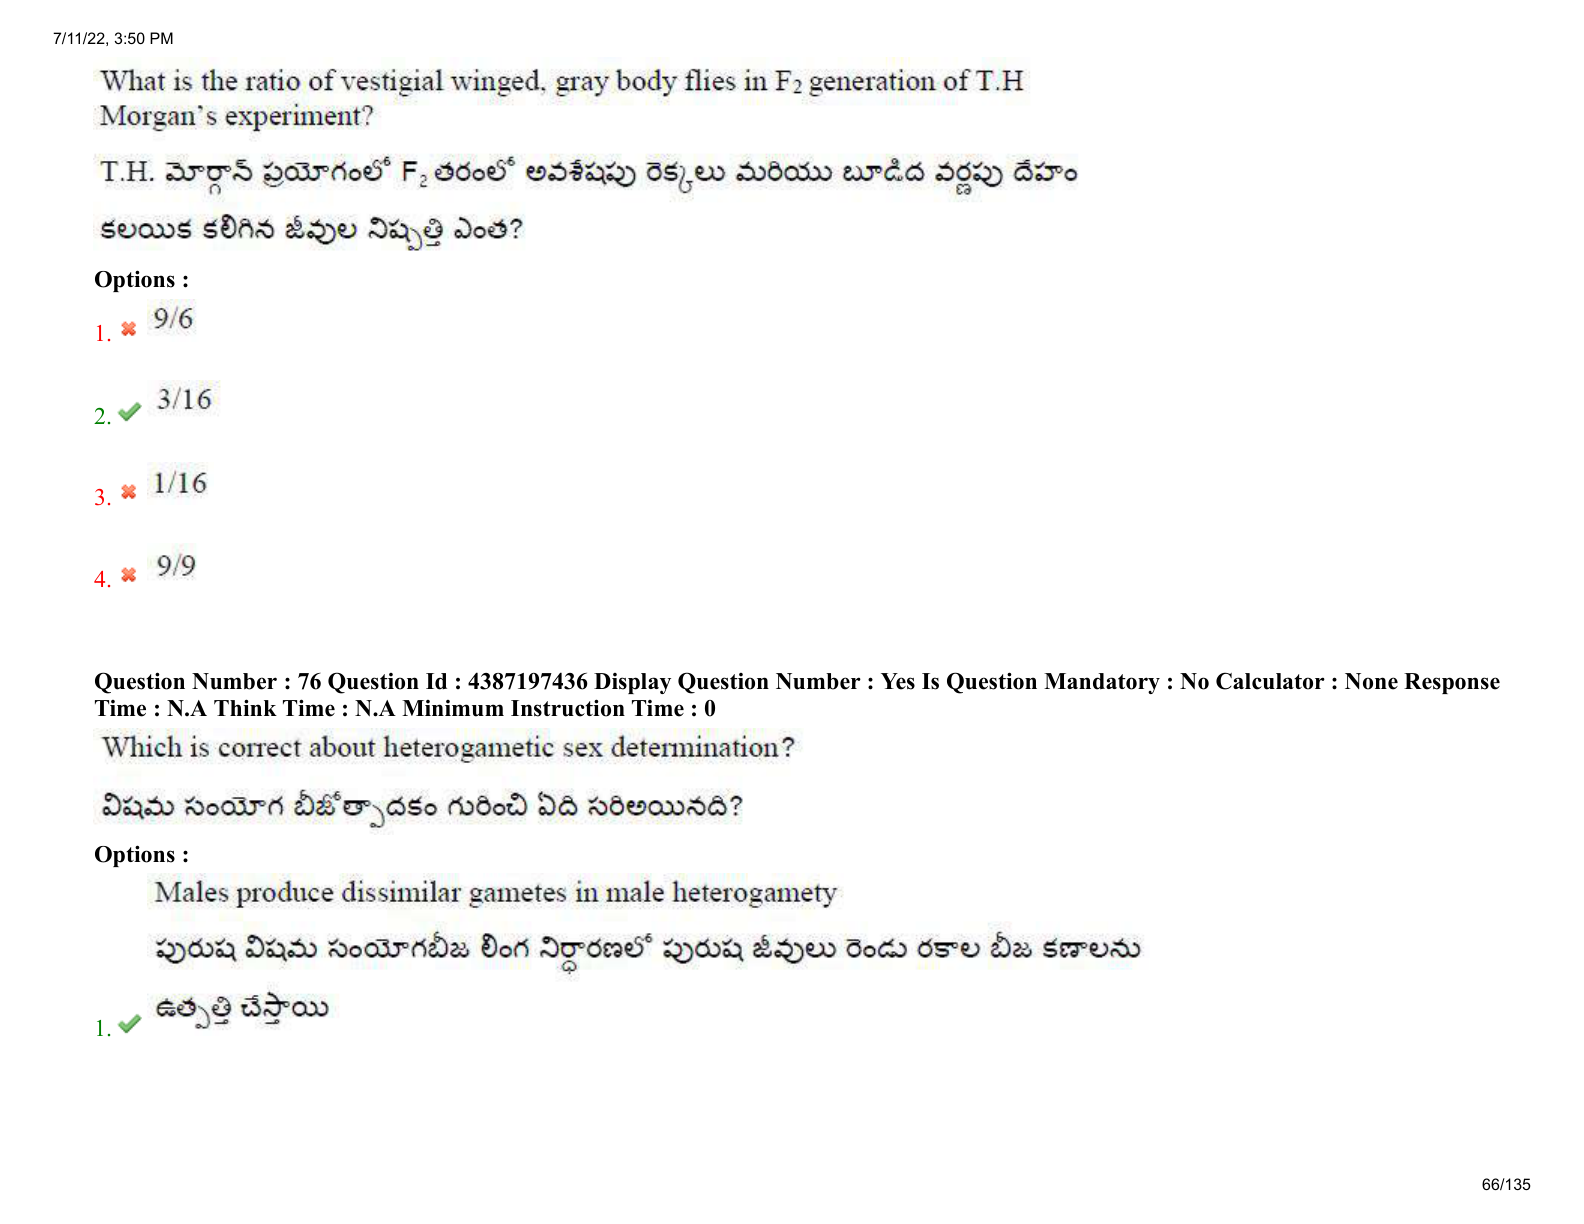 7/11/22, 3:50 PM
What is the ratio of vestigial winged, gray body flies in F2 generation of T.H
Morgan's experiment?
T.H. మోర్గాన్ ప్రయోగంలో F2 తరంలో అవశేషపు రెక్కలు మరియు బూడిద వర్ణపు దేహం
కలయిక కలిగిన జీవుల నిష్పత్తి ఎంత?
Options :
1. 9/6
2. 3/16
3. 1/16
4. 9/9
Question Number : 76 Question Id : 4387197436 Display Question Number : Yes Is Question Mandatory : No Calculator : None Response
Time : N.A Think Time : N.A Minimum Instruction Time : 0
Which is correct about heterogametic sex determination?
విషమ సంయోగ బీజోత్పాదకం గురించి ఏది సరిఅయినది?
Options :
Males produce dissimilar gametes in male heterogamety
పురుష విషమ సంయోగబీజ లింగ నిర్ధారణలో పురుష జీవులు రెండు రకాల బీజ కణాలను
ఉత్పత్తి చేస్తాయి
1.
66/135